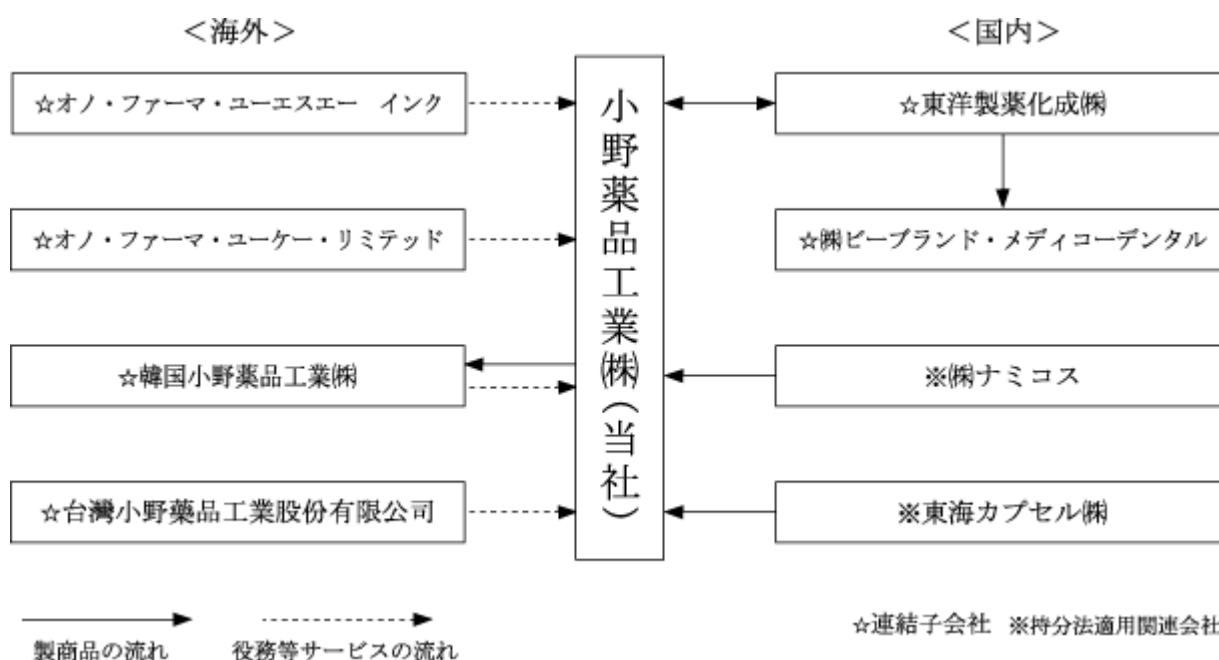 ＜海外＞
☆オノ・ファーマ・ユーエスエー　インク
☆オノ・ファーマ・ユーケー・リミテッド
☆韓国小野薬品工業㈱
☆台灣小野藥品工業股份有限公司
小野薬品工業㈱（当社）
＜国内＞
☆東洋製薬化成㈱
☆㈱ビーブランド・メディコーデンタル
※㈱ナミコス
※東海カプセル㈱
製商品の流れ
役務等サービスの流れ
☆連結子会社　※持分法適用関連会社